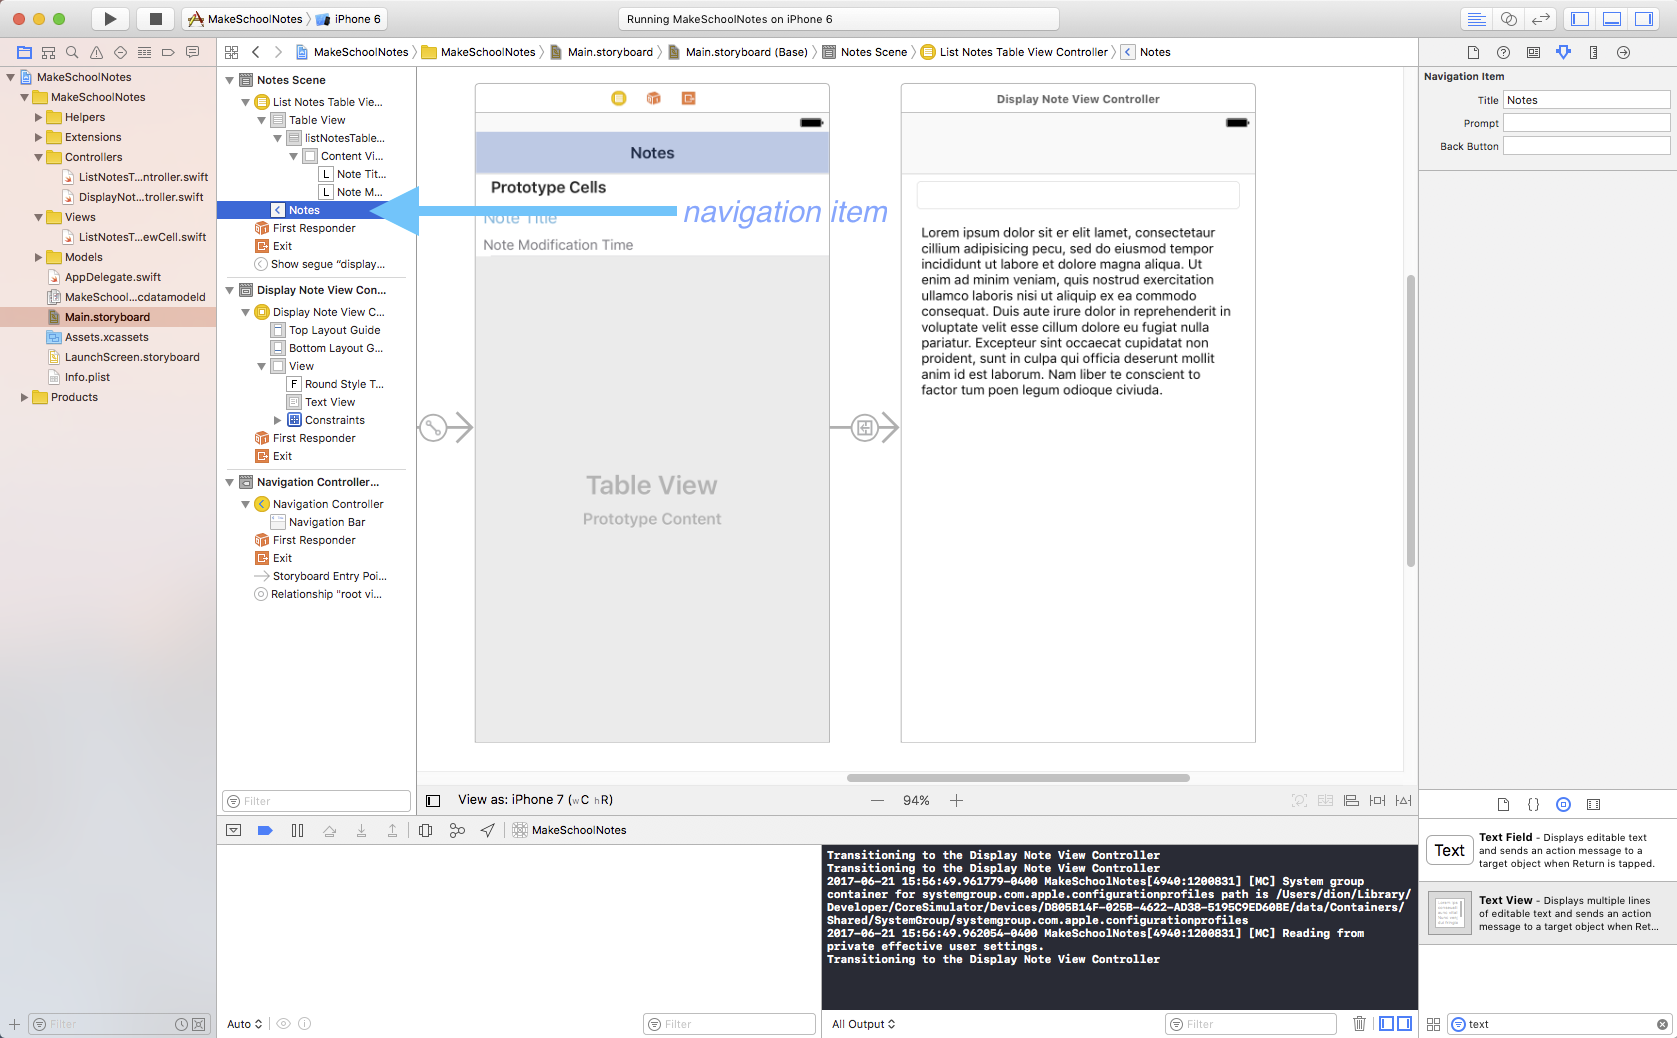 MakeSchoolNotes
iPhone 6
Running MakeSchoolNotes on iPhone 6
MakeSchoolNotes
MakeSchoolNotes
Main.storyboard
Main.storyboard (Base)
Notes Scene
List Notes Table View Controller
Notes
MakeSchoolNotes
MakeSchoolNotes
Helpers
Extensions
Controllers
ListNotesT...ntroller.swift
DisplayNot...troller.swift
Views
ListNotesT...ewCell.swift
Models
AppDelegate.swift
MakeSchool...cdatamodeld
Main.storyboard
Assets.xcassets
LaunchScreen.storyboard
Info.plist
Products
Filter
Notes Scene
List Notes Table Vie...
Table View
listNotesTable...
Content Vi...
L Note Tit...
L Note M...
Notes
First Responder
Exit
Show segue "display...
Display Note View Con...
Display Note View C...
Top Layout Guide
Bottom Layout G...
View
F Round Style T...
Text View
Constraints
First Responder
Exit
Navigation Controller...
Navigation Controller
Navigation Bar
First Responder
Exit
Storyboard Entry Poi...
Relationship "root vi...
Filter
Notes
Prototype Cells
Note Title
Note Modification Time
Table View
Prototype Content
navigation item
Display Note View Controller
Lorem ipsum dolor sit er elit lamet, consectetaur
cillium adipisicing pecu, sed do eiusmod tempor
incididunt ut labore et dolore magna aliqua. Ut
enim ad minim veniam, quis nostrud exercitation
ullamco laboris nisi ut aliquip ex ea commodo
consequat. Duis aute irure dolor in reprehenderit in
voluptate velit esse cillum dolore eu fugiat nulla
pariatur. Excepteur sint occaecat cupidatat non
proident, sunt in culpa qui officia deserunt mollit
anim id est laborum. Nam liber te conscient to
factor tum poen legum odioque civiuda.
View as: iPhone 7 (wC hR)
94%
MakeSchoolNotes
Auto
Filter
Transitioning to the Display Note View Controller
Transitioning to the Display Note View Controller
2017-06-21 15:56:49.961779-0400 MakeSchoolNotes[4940:1200831] [MC] System group
container for systemgroup.com.apple.configurationprofiles path is /Users/dion/Library/
Developer/CoreSimulator/Devices/D805B14F-025B-4622-AD38-5195C9ED60BE/data/Containers/
Shared/SystemGroup/systemgroup.com.apple.configurationprofiles
2017-06-21 15:56:49.962054-0400 MakeSchoolNotes[4940:1200831] [MC] Reading from
private effective user settings.
Transitioning to the Display Note View Controller
All Output
Filter
Navigation Item
Title Notes
Prompt
Back Button
Text
Text Field - Displays editable text
and sends an action message to a
target object when Return is tapped.
Text View - Displays multiple lines
of editable text and sends an action
message to a target object when Ret...
text